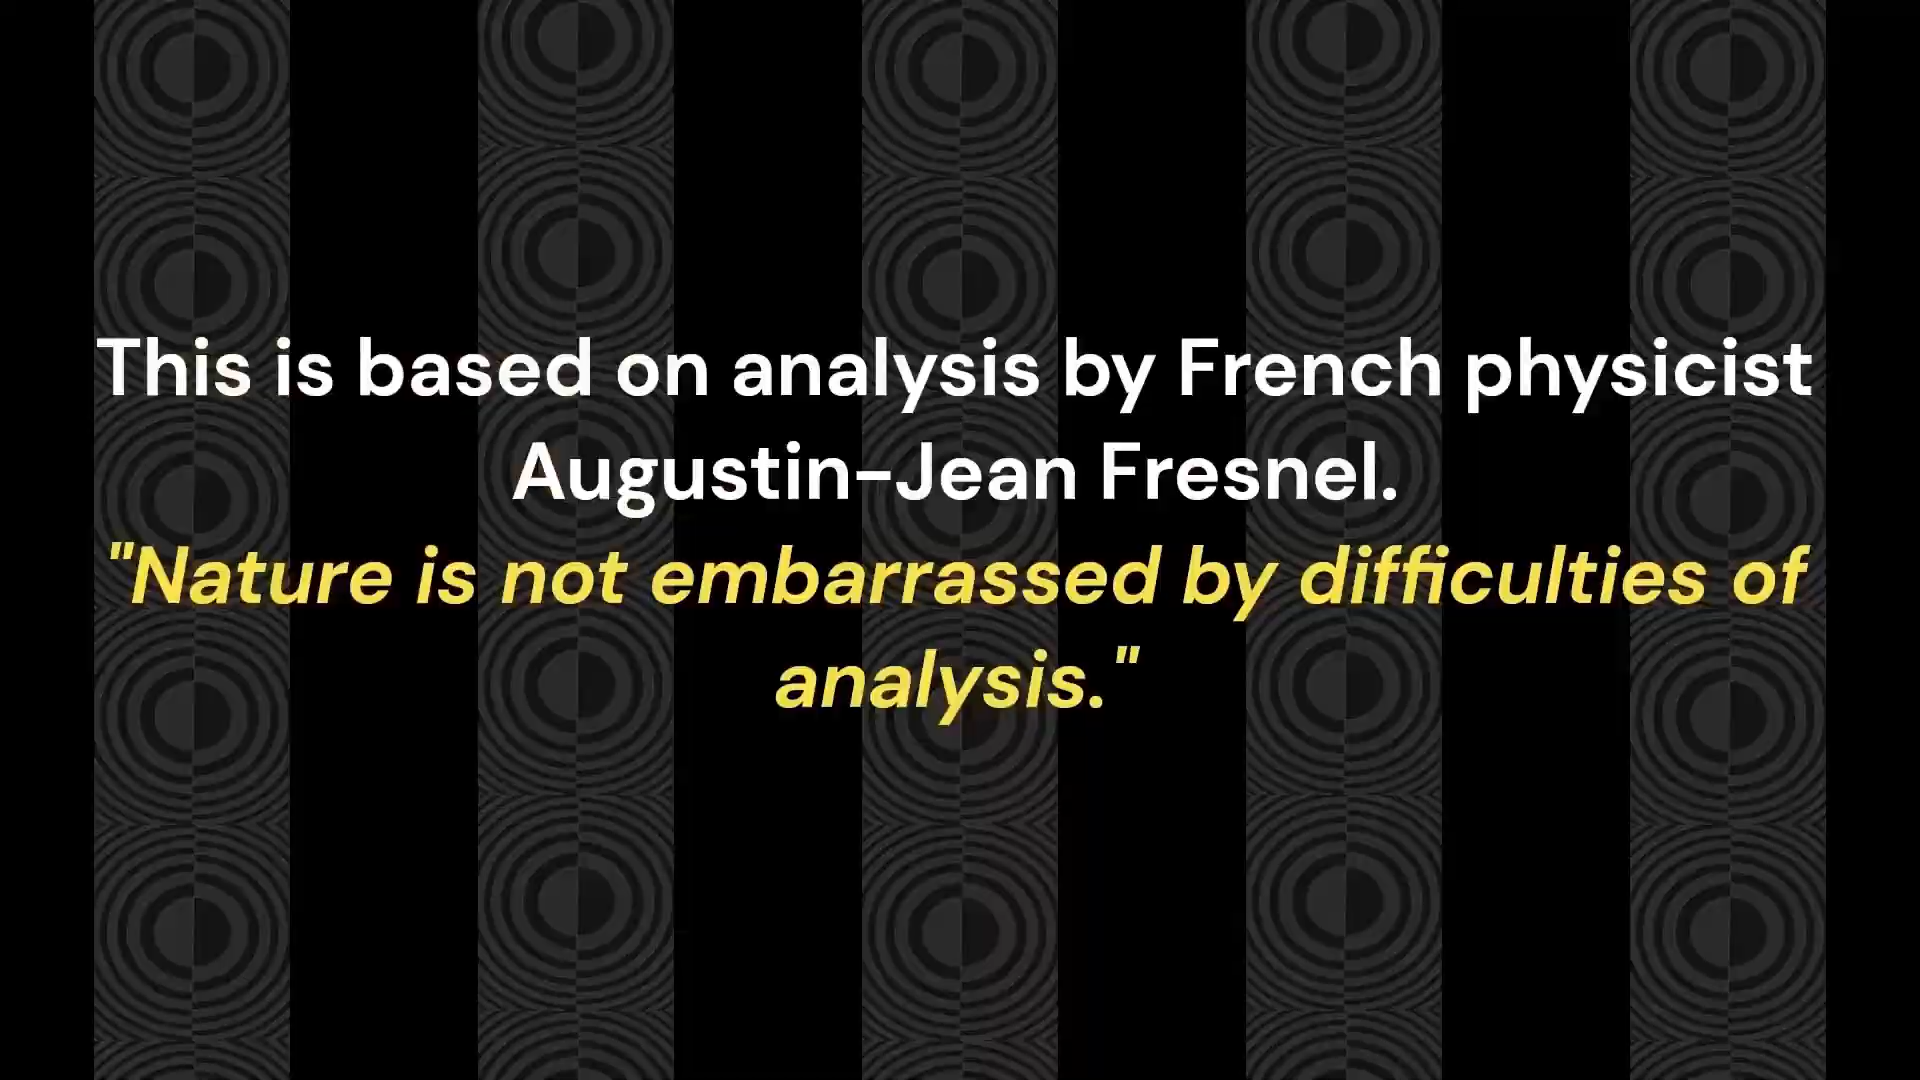 This is based on analysis by French physicist
Augustin-Jean Fresnel.
"Nature is not embarrassed by difficulties of
analysis."